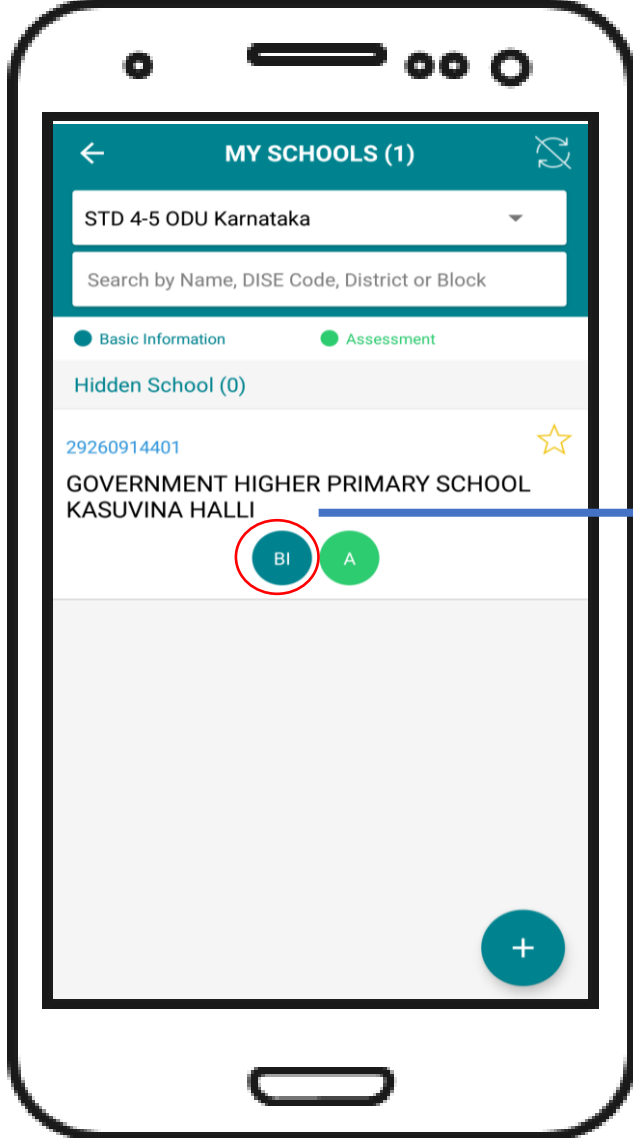 MY SCHOOLS (1)
STD 4-5 ODU Karnataka
Search by Name, DISE Code, District or Block
Basic Information
Assessment
Hidden School (0)
29260914401
GOVERNMENT HIGHER PRIMARY SCHOOL
KASUVINA HALLI
BI
A
+